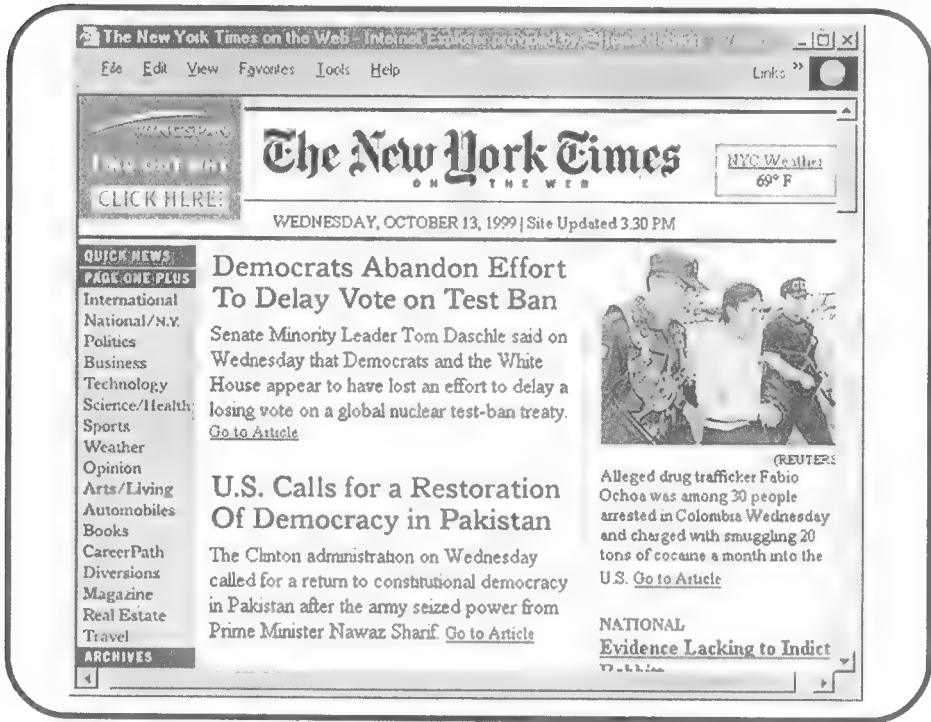 The New York Times on the Web - Internet Explorer provided by
File Edit View Favorites Tools Help
Links »
CLICK HERE!
The New York Times
ON THE WEB
NYC Weather
69° F
WEDNESDAY, OCTOBER 13, 1999 | Site Updated 3:30 PM
QUICK NEWS
PAGE ONE PLUS
International
National/N.Y.
Politics
Business
Technology
Science/Health
Sports
Weather
Opinion
Arts/Living
Automobiles
Books
CareerPath
Diversions
Magazine
Real Estate
Travel
ARCHIVES
Democrats Abandon Effort
To Delay Vote on Test Ban
Senate Minority Leader Tom Daschle said on
Wednesday that Democrats and the White
House appear to have lost an effort to delay a
losing vote on a global nuclear test-ban treaty.
Go to Article
U.S. Calls for a Restoration
Of Democracy in Pakistan
The Clinton administration on Wednesday
called for a return to constitutional democracy
in Pakistan after the army seized power from
Prime Minister Nawaz Sharif. Go to Article
(REUTERS
Alleged drug trafficker Fabio
Ochoa was among 30 people
arrested in Colombia Wednesday
and charged with smuggling 20
tons of cocaine a month into the
U.S. Go to Article
NATIONAL
Evidence Lacking to Indict